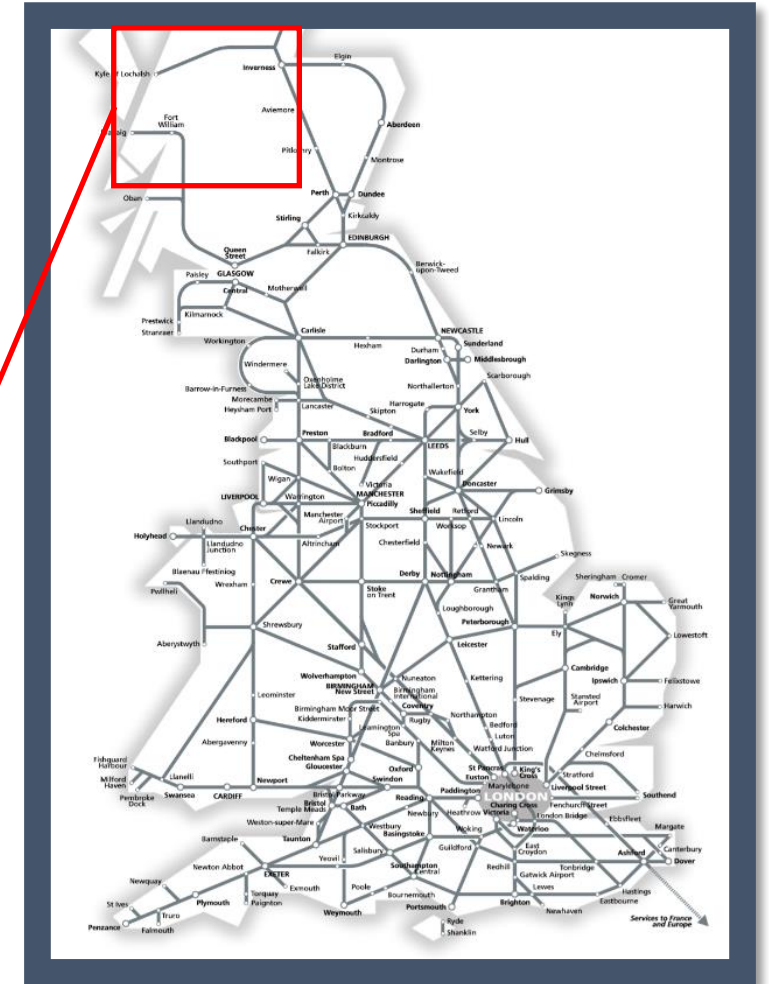 Elgin
Kyle of Lochalsh
Inverness
Aviemore
Fort
William
Aberdeen
Pitlochry
Montrose
Perth
Dundee
Oban
Stirling
Kirkcaldy
EDINBURGH
Queen
Street
Falkirk
GLASGOW
Central
Paisley
Motherwell
Berwick-
upon-Tweed
Kilmarnock
Prestwick
Stranraer
Carlisle
NEWCASTLE
Workington
Hexham
Sunderland
Durham
Darlington
Middlesbrough
Windermere
Oxenholme
Lake District
Northallerton
Scarborough
Barrow-in-Furness
Morecambe
Heysham Port
Lancaster
Skipton
Harrogate
York
Blackpool
Preston
Bradford
LEEDS
Selby
Hull
Blackburn
Huddersfield
Southport
Bolton
Wakefield
Wigan
Victoria
MANCHESTER
Piccadilly
Doncaster
Grimsby
LIVERPOOL
Warrington
Manchester
Airport
Stockport
Sheffield
Retford
Worksop
Lincoln
Llandudno
Chester
Holyhead
Llandudno
Junction
Altrincham
Chesterfield
Newark
Skegness
Blaenau Ffestiniog
Pwllheli
Wrexham
Crewe
Stoke
on Trent
Derby
Nottingham
Grantham
Spalding
Sheringham
Cromer
Kings
Lynn
Norwich
Great
Yarmouth
Loughborough
Peterborough
Ely
Lowestoft
Aberystwyth
Shrewsbury
Stafford
Leicester
Wolverhampton
BIRMINGHAM
New Street
Nuneaton
Birmingham
International
Kettering
Cambridge
Ipswich
Felixstowe
Leominster
Birmingham Moor Street
Kidderminster
Coventry
Rugby
Northampton
Stevenage
Stansted
Airport
Harwich
Hereford
Leamington
Spa
Bedford
Colchester
Abergavenny
Worcester
Banbury
Milton
Keynes
Luton
Watford Junction
Chelmsford
Cheltenham Spa
Gloucester
Oxford
St Pancras
Euston
King's
Cross
Stratford
Fishguard
Harbour
Milford
Haven
Pembroke
Dock
Llanelli
Swansea
CARDIFF
Newport
Swindon
Paddington
Marylebone
Liverpool Street
LONDON
Southend
Bristol Parkway
Bristol
Temple Meads
Bath
Reading
Heathrow
Victoria
Charing Cross
Fenchurch Street
London Bridge
Waterloo
Ebbsfleet
Weston-super-Mare
Newbury
Margate
Barnstaple
Taunton
Westbury
Basingstoke
Woking
East
Croydon
Canterbury
Newton Abbot
Yeovil
Salisbury
Guildford
Redhill
Tonbridge
Ashford
Dover
Newquay
EXETER
Southampton
Central
Gatwick Airport
Torquay
Paignton
Exmouth
Poole
Bournemouth
Lewes
Hastings
St Ives
Plymouth
Weymouth
Portsmouth
Brighton
Newhaven
Eastbourne
Truro
Penzance
Falmouth
Ryde
Shanklin
Services to France
and Europe